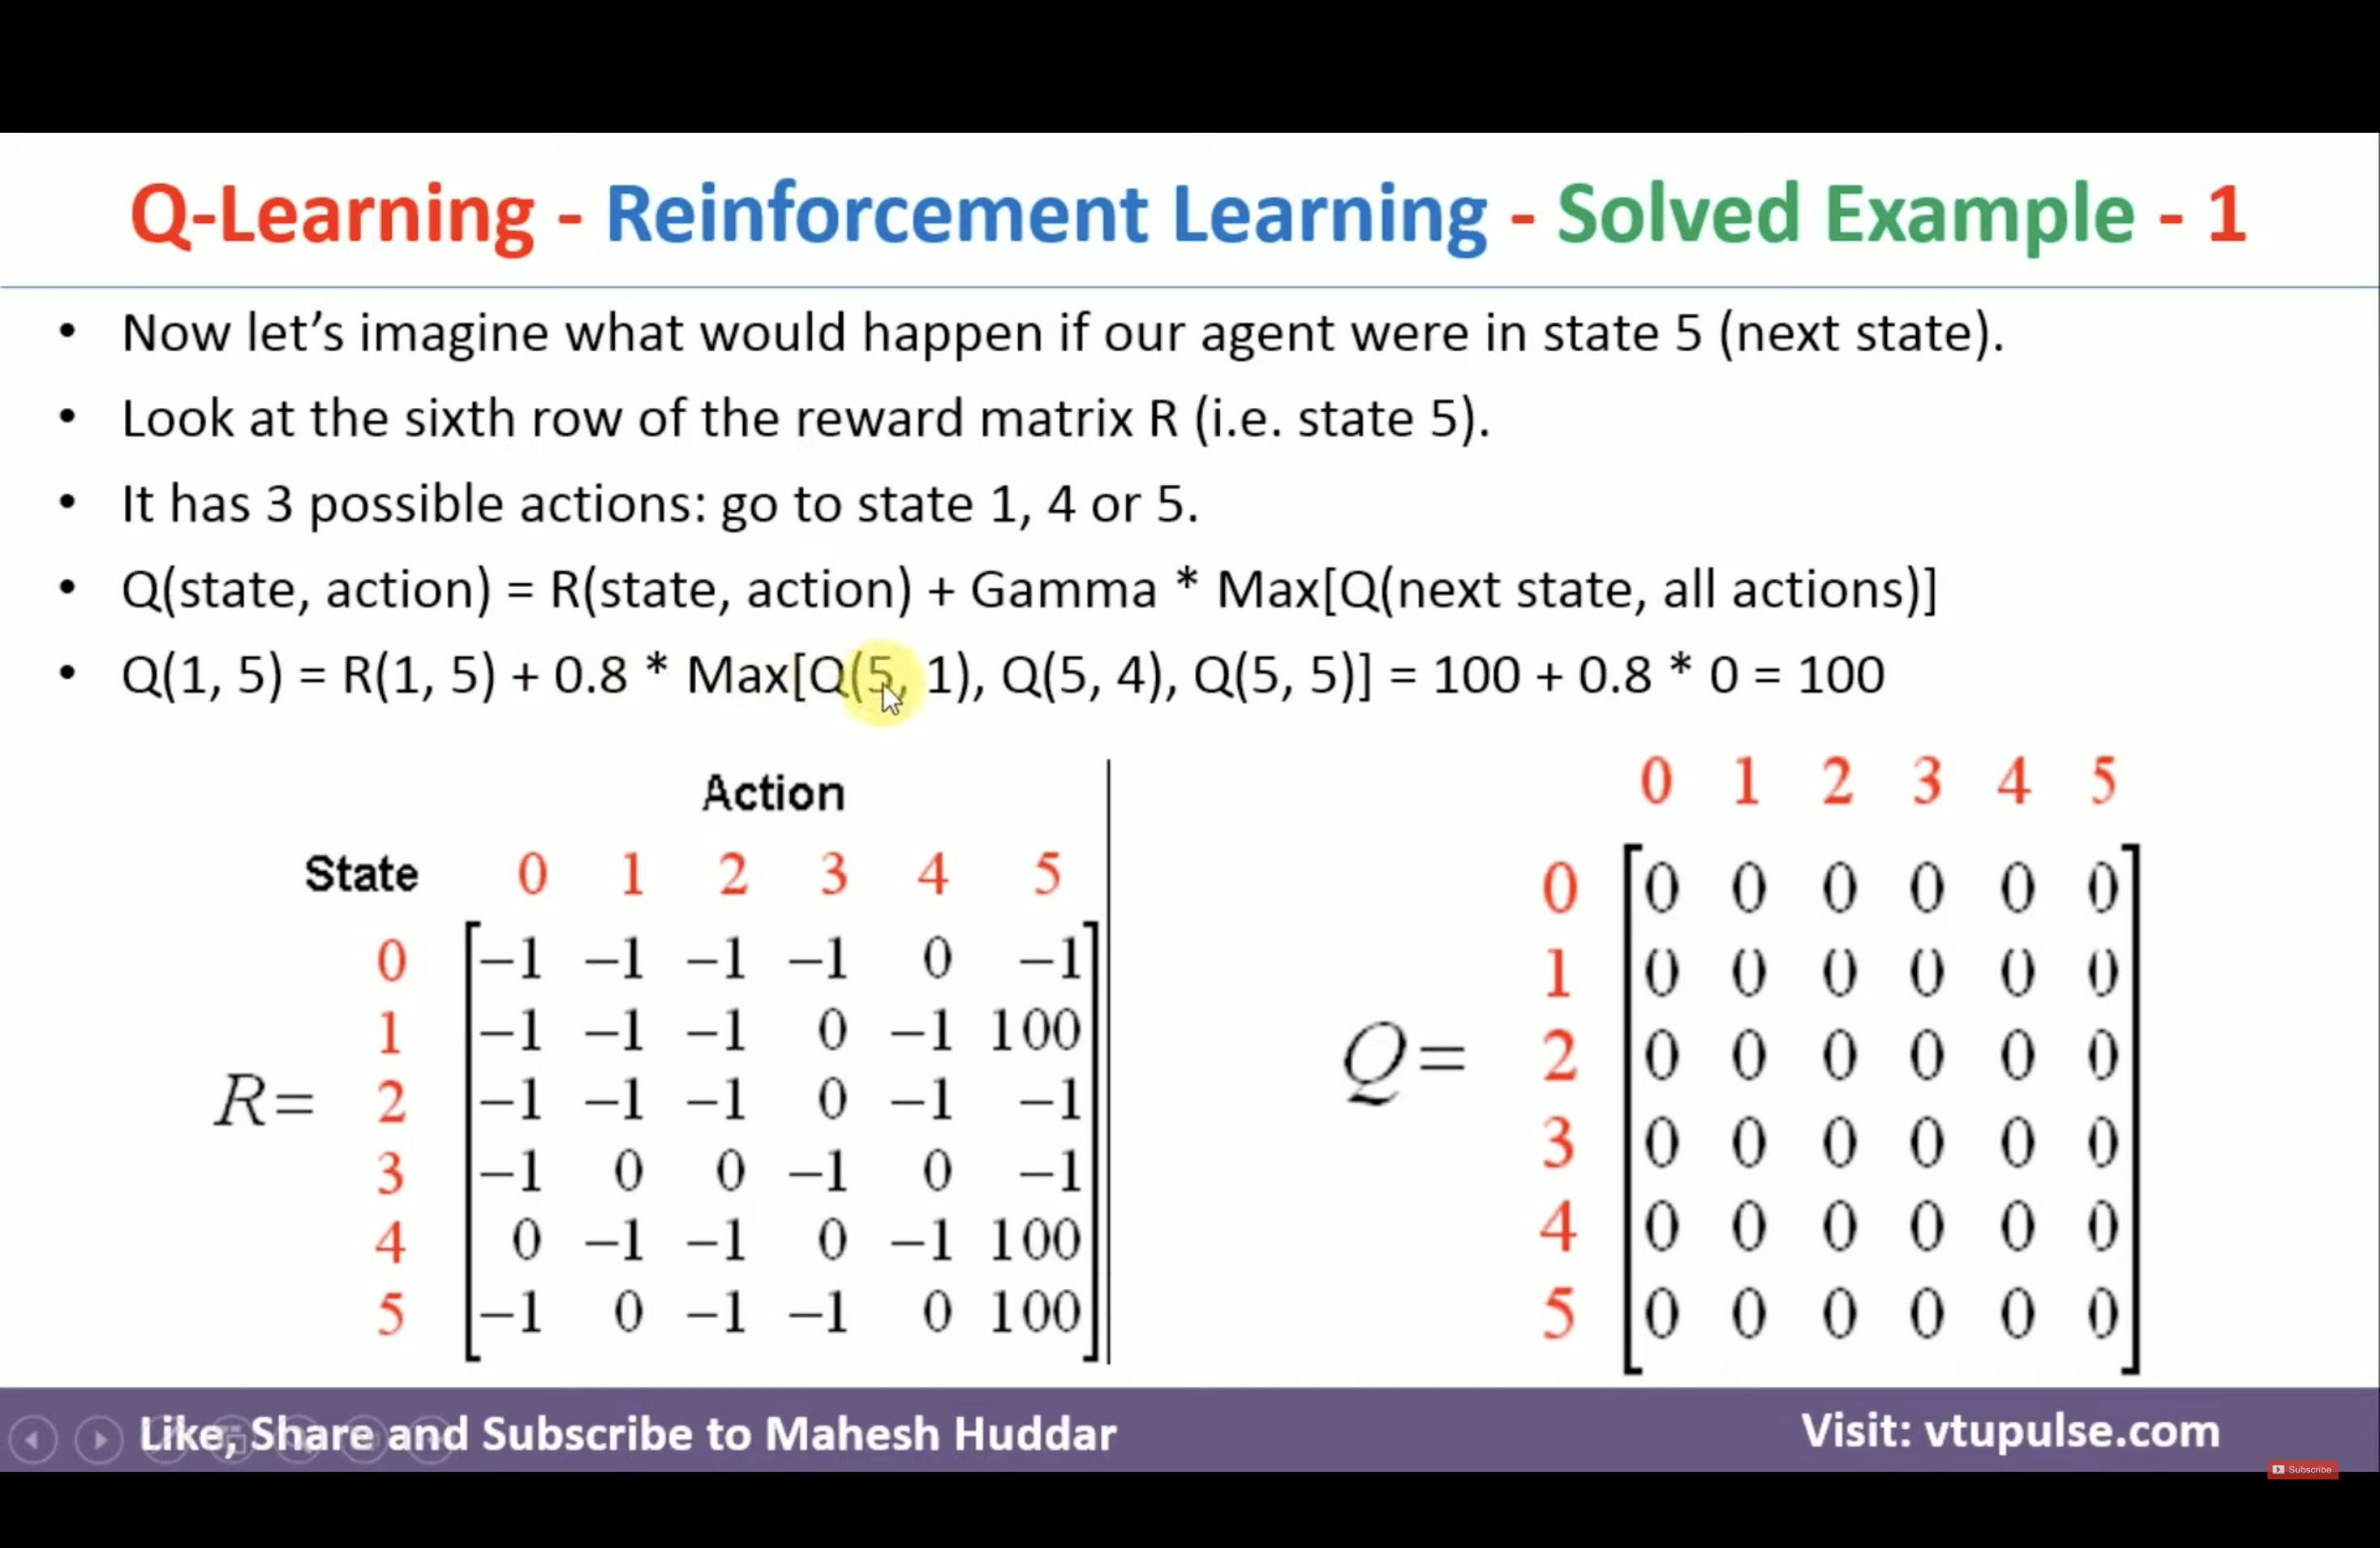 Q-Learning - Reinforcement Learning - Solved Example - 1
• Now let's imagine what would happen if our agent were in state 5 (next state).
• Look at the sixth row of the reward matrix R (i.e. state 5).
• It has 3 possible actions: go to state 1, 4 or 5.
• Q(state, action) = R(state, action) + Gamma * Max[Q(next state, all actions)]
• Q(1, 5) = R(1, 5) + 0.8 * Max[Q(5, 1), Q(5, 4), Q(5, 5)] = 100 + 0.8 * 0 = 100
Action
State 0 1 2 3 4 5
0 −1 −1 −1 −1 0 −1
1 −1 −1 −1 0 −1 100
R= 2 −1 −1 −1 0 −1 −1
3 −1 0 0 −1 0 −1
4 0 −1 −1 0 −1 100
5 −1 0 −1 −1 0 100
0 1 2 3 4 5
0 0 0 0 0 0 0
1 0 0 0 0 0 0
Q= 2 0 0 0 0 0 0
3 0 0 0 0 0 0
4 0 0 0 0 0 0
5 0 0 0 0 0 0
Like, Share and Subscribe to Mahesh Huddar
Visit: vtupulse.com
Subscribe